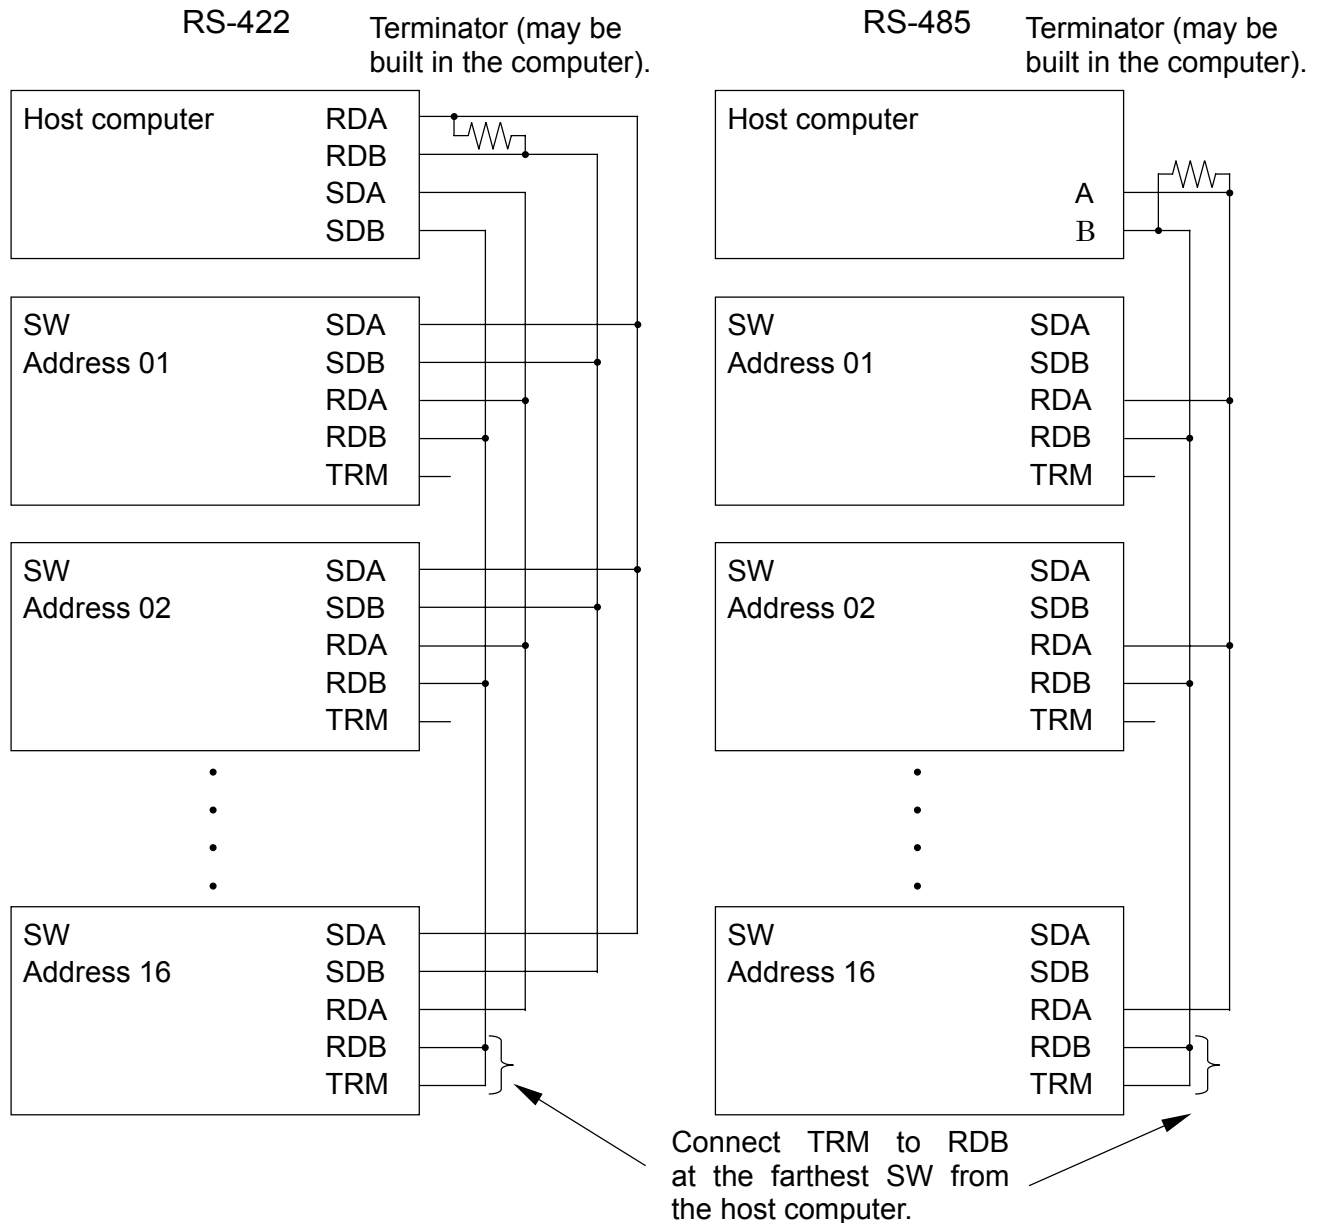 RS-422
Terminator (may be
built in the computer).
Host computer
RDA
RDB
SDA
SDB
SW
Address 01
SDA
SDB
RDA
RDB
TRM
SW
Address 02
SDA
SDB
RDA
RDB
TRM
SW
Address 16
SDA
SDB
RDA
RDB
TRM
RS-485
Terminator (may be
built in the computer).
Host computer
A
B
SW
Address 01
SDA
SDB
RDA
RDB
TRM
SW
Address 02
SDA
SDB
RDA
RDB
TRM
SW
Address 16
SDA
SDB
RDA
RDB
TRM
Connect TRM to RDB
at the farthest SW from
the host computer.